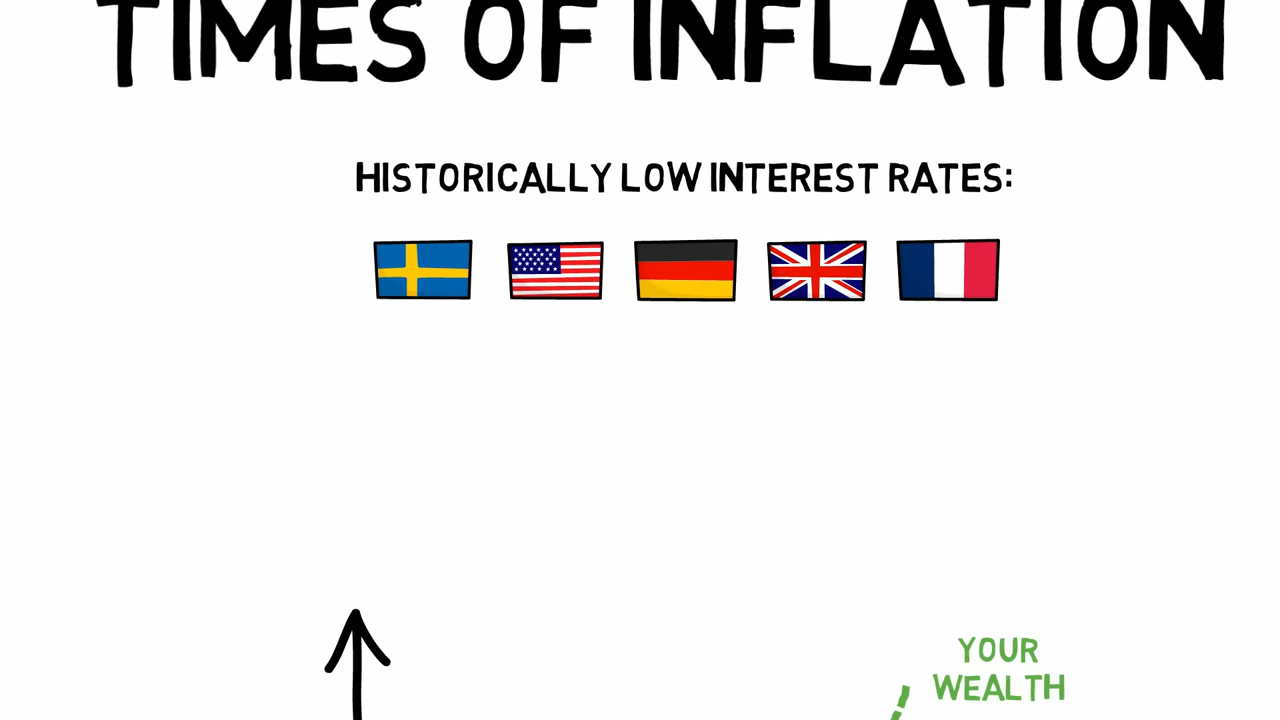 TIMES OF INFLATION
HISTORICALLY LOW INTEREST RATES:
YOUR
WEALTH